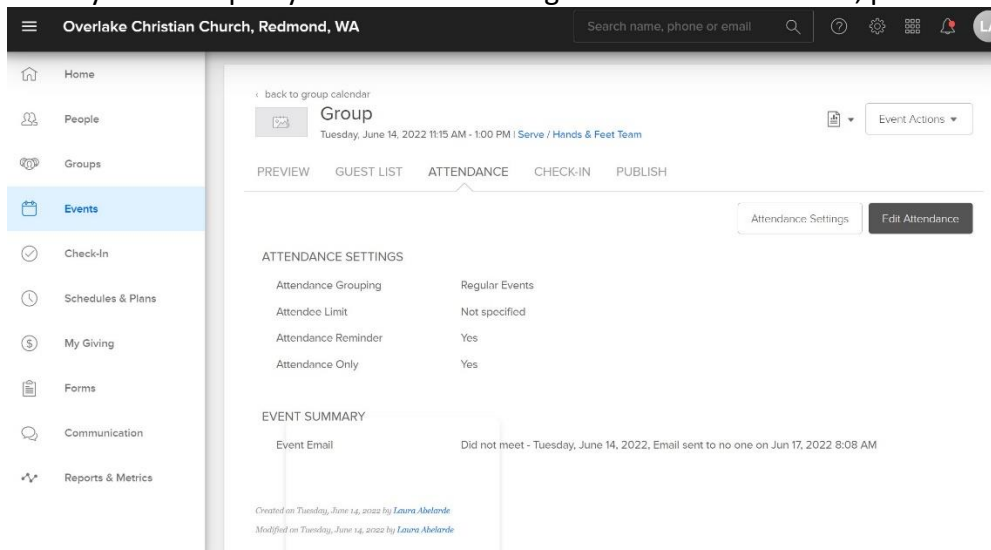 Overlake Christian Church, Redmond, WA
Search name, phone or email
Home
People
Groups
Events
Check-In
Schedules & Plans
My Giving
Forms
Communication
Reports & Metrics
‹ back to group calendar
Group
Tuesday, June 14, 2022 11:15 AM - 1:00 PM | Serve / Hands & Feet Team
Event Actions
PREVIEW GUEST LIST ATTENDANCE CHECK-IN PUBLISH
Attendance Settings Edit Attendance
ATTENDANCE SETTINGS
Attendance Grouping Regular Events
Attendee Limit Not specified
Attendance Reminder Yes
Attendance Only Yes
EVENT SUMMARY
Event Email Did not meet - Tuesday, June 14, 2022, Email sent to no one on Jun 17, 2022 8:08 AM
Created on Tuesday, June 14, 2022 by Laura Abelarde
Modified on Tuesday, June 14, 2022 by Laura Abelarde